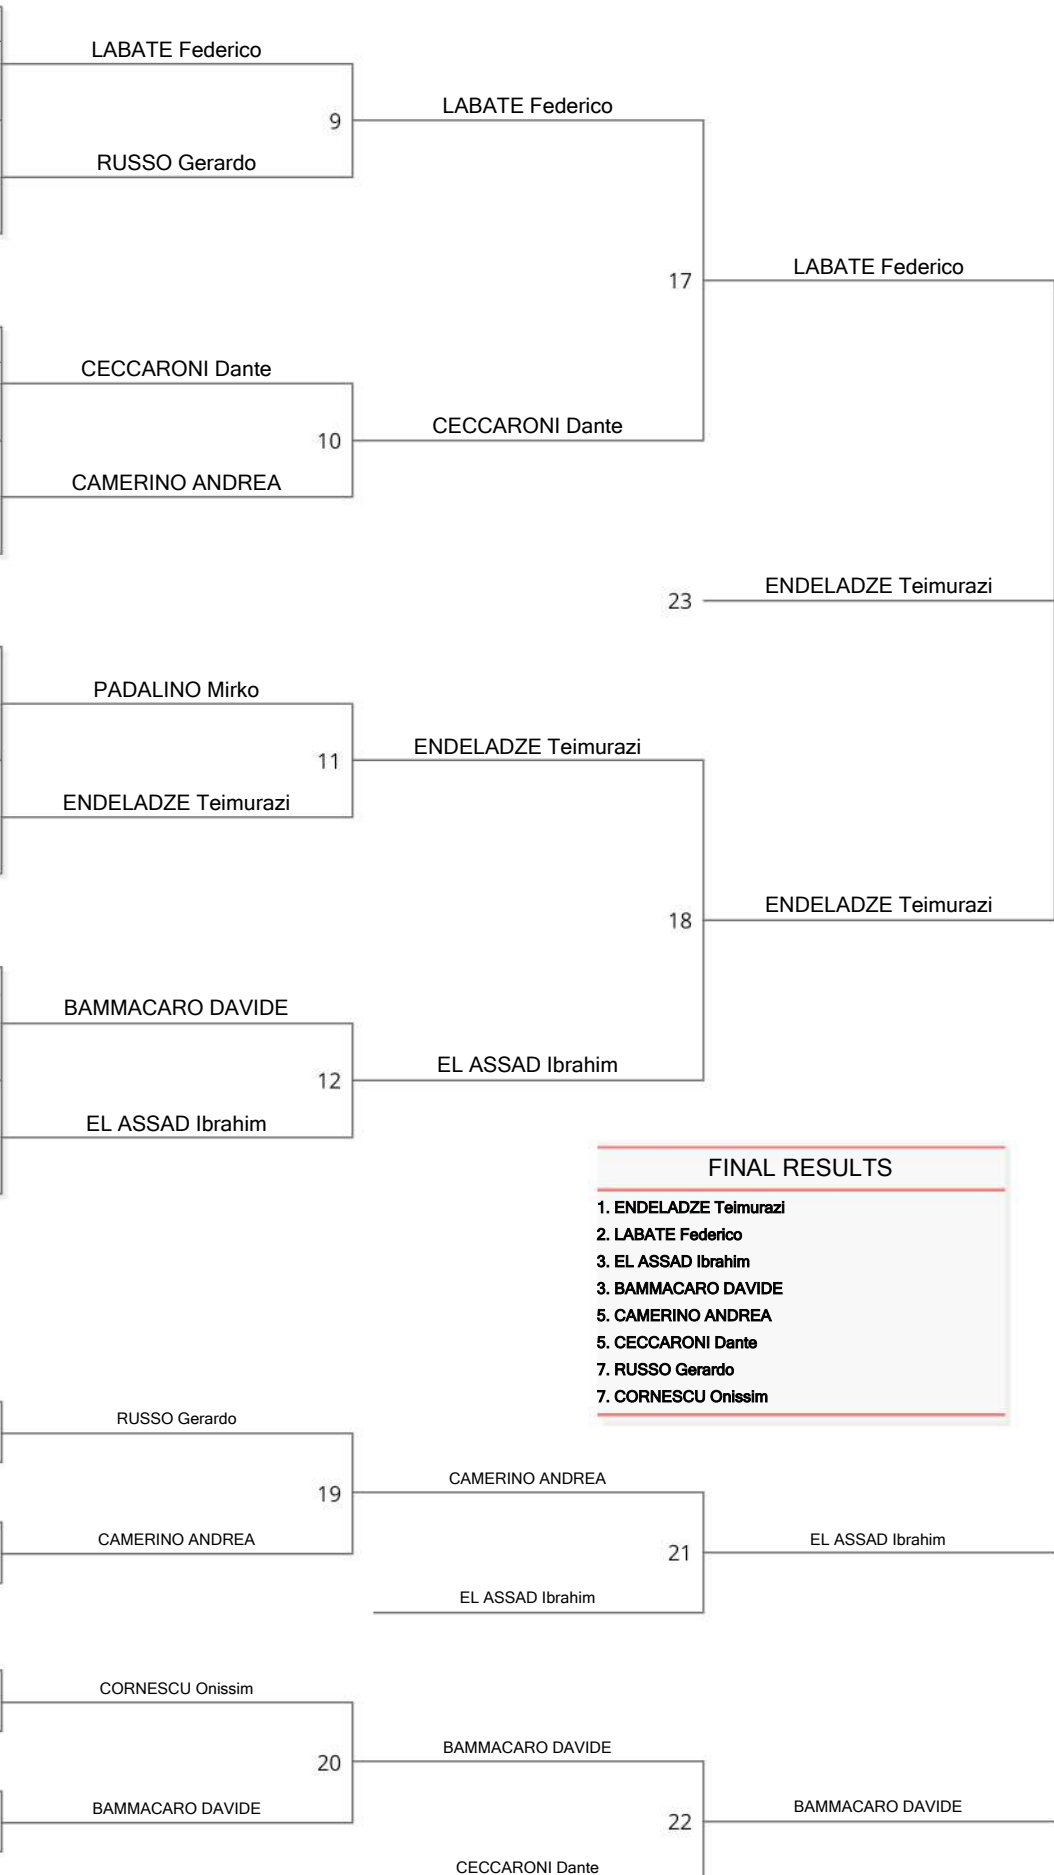 LABATE Federico
9
LABATE Federico
RUSSO Gerardo
17
LABATE Federico
CECCARONI Dante
10
CECCARONI Dante
CAMERINO ANDREA
23
ENDELADZE Teimurazi
PADALINO Mirko
11
ENDELADZE Teimurazi
ENDELADZE Teimurazi
18
ENDELADZE Teimurazi
BAMMACARO DAVIDE
12
EL ASSAD Ibrahim
EL ASSAD Ibrahim
FINAL RESULTS
1. ENDELADZE Teimurazi
2. LABATE Federico
3. EL ASSAD Ibrahim
3. BAMMACARO DAVIDE
5. CAMERINO ANDREA
5. CECCARONI Dante
7. RUSSO Gerardo
7. CORNESCU Onissim
RUSSO Gerardo
19
CAMERINO ANDREA
CAMERINO ANDREA
21
EL ASSAD Ibrahim
EL ASSAD Ibrahim
CORNESCU Onissim
20
BAMMACARO DAVIDE
BAMMACARO DAVIDE
22
BAMMACARO DAVIDE
CECCARONI Dante